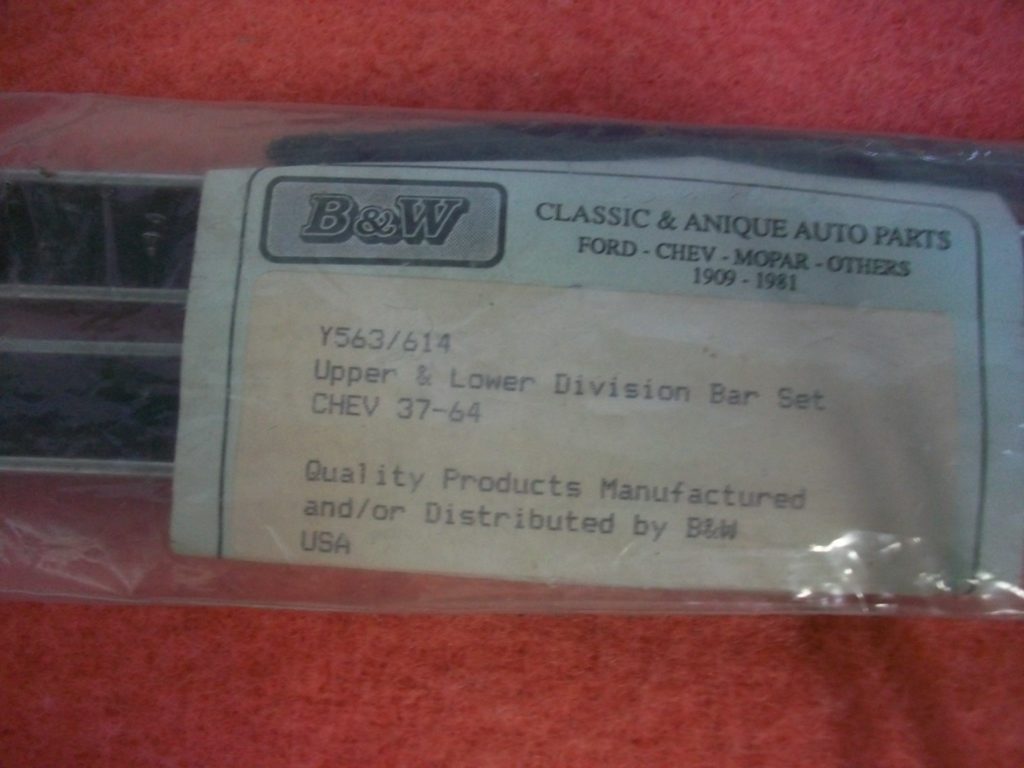 B&W
CLASSIC & ANIQUE AUTO PARTS
FORD - CHEV - MOPAR - OTHERS
1909 - 1981
Y563/614
Upper & Lower Division Bar Set
CHEV 37-64
Quality Products Manufactured
and/or Distributed by B&W
USA